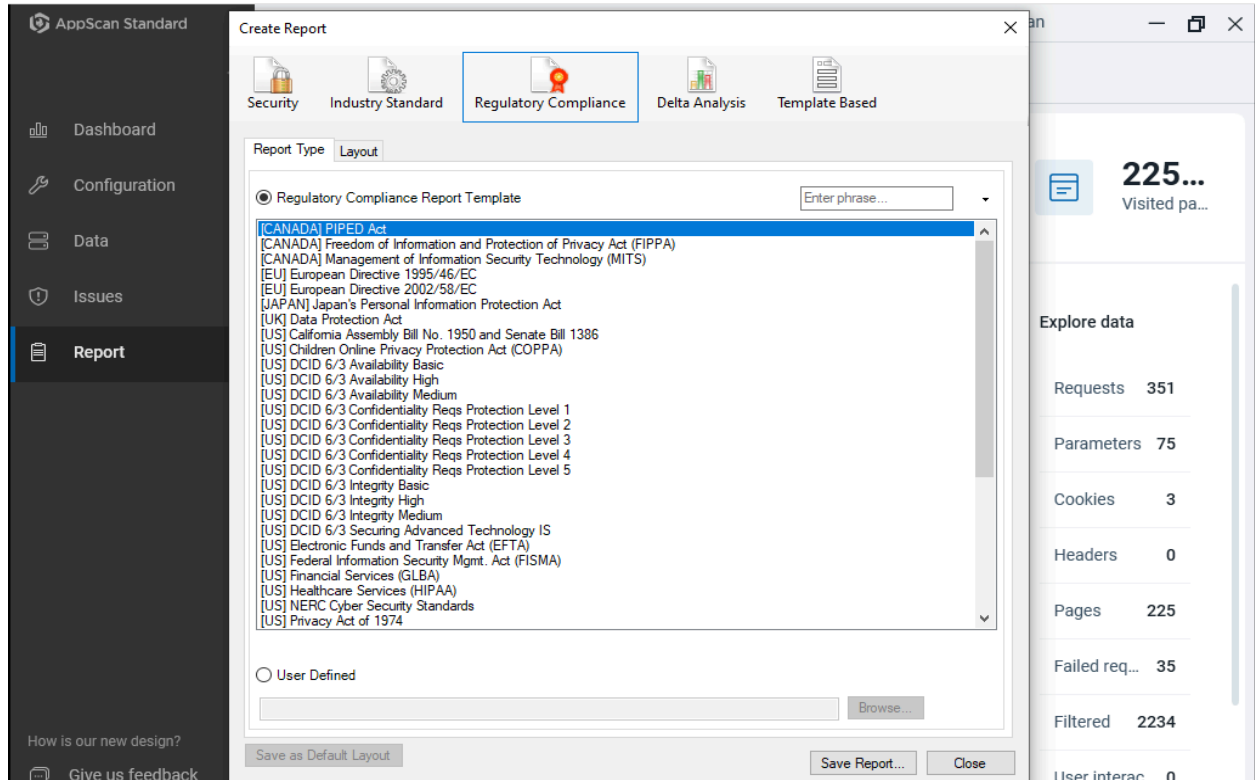 AppScan Standard
Dashboard
Configuration
Data
Issues
Report
How is our new design?
Give us feedback
Create Report
Security
Industry Standard
Regulatory Compliance
Delta Analysis
Template Based
Report Type
Layout
Regulatory Compliance Report Template
Enter phrase...
[CANADA] PIPED Act
[CANADA] Freedom of Information and Protection of Privacy Act (FIPPA)
[CANADA] Management of Information Security Technology (MITS)
[EU] European Directive 1995/46/EC
[EU] European Directive 2002/58/EC
[JAPAN] Japan's Personal Information Protection Act
[UK] Data Protection Act
[US] California Assembly Bill No. 1950 and Senate Bill 1386
[US] Children Online Privacy Protection Act (COPPA)
[US] DCID 6/3 Availability Basic
[US] DCID 6/3 Availability High
[US] DCID 6/3 Availability Medium
[US] DCID 6/3 Confidentiality Reqs Protection Level 1
[US] DCID 6/3 Confidentiality Reqs Protection Level 2
[US] DCID 6/3 Confidentiality Reqs Protection Level 3
[US] DCID 6/3 Confidentiality Reqs Protection Level 4
[US] DCID 6/3 Confidentiality Reqs Protection Level 5
[US] DCID 6/3 Integrity Basic
[US] DCID 6/3 Integrity High
[US] DCID 6/3 Integrity Medium
[US] DCID 6/3 Securing Advanced Technology IS
[US] Electronic Funds and Transfer Act (EFTA)
[US] Federal Information Security Mgmt. Act (FISMA)
[US] Financial Services (GLBA)
[US] Healthcare Services (HIPAA)
[US] NERC Cyber Security Standards
[US] Privacy Act of 1974
User Defined
Browse...
Save as Default Layout
Save Report...
Close
an
225...
Visited pa...
Explore data
Requests 351
Parameters 75
Cookies 3
Headers 0
Pages 225
Failed req... 35
Filtered 2234
User interac 0